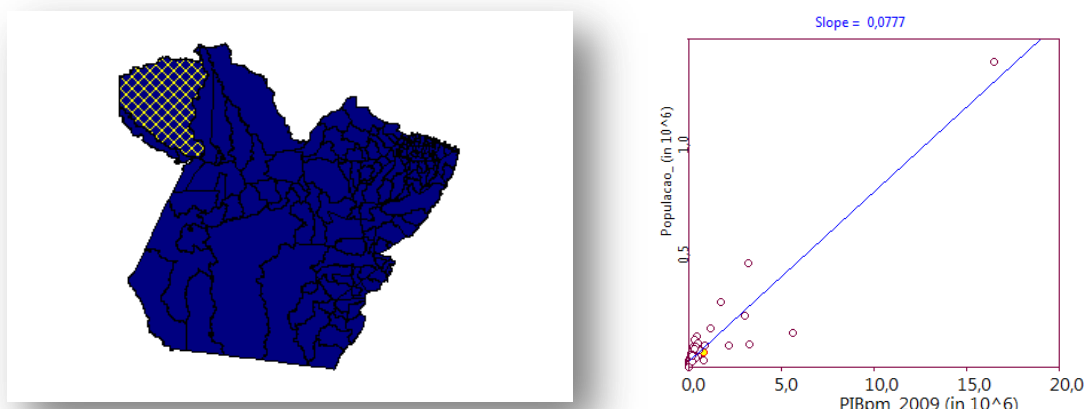 Slope = 0,0777
Populacao_ (in 10^6)
1,0
0,5
0,0 5,0 10,0 15,0 20,0
PIBpm_2009 (in 10^6)